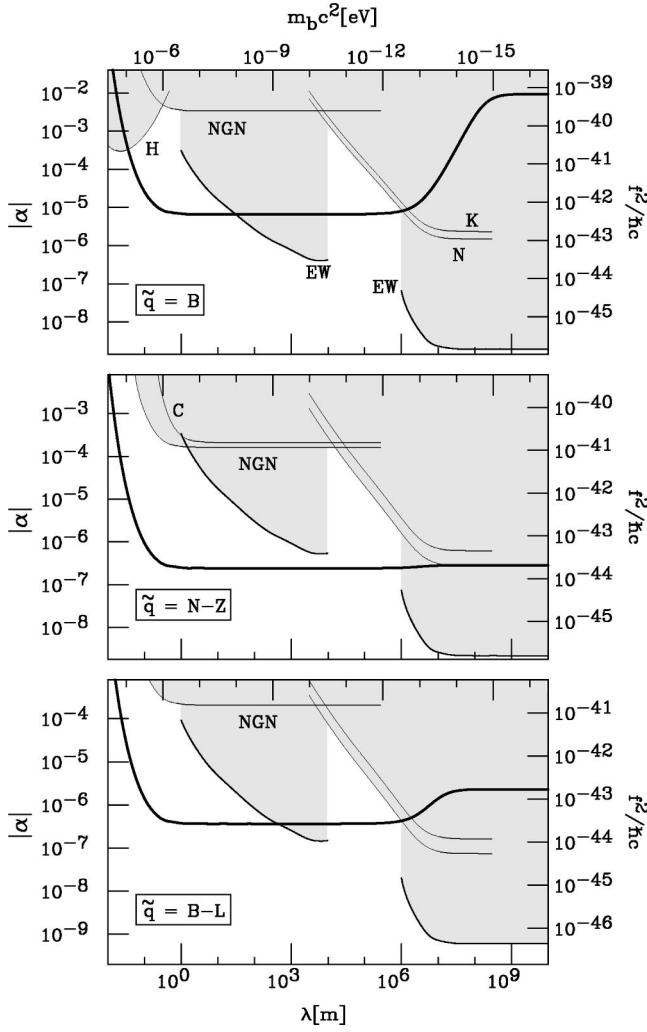 m_b c^2[eV]
10^-6 10^-9 10^-12 10^-15
10^-2 10^-39
10^-3 NGN 10^-40
H
10^-4 10^-41
|α| 10^-5 10^-42 f^2/ħc
K
10^-6 N 10^-43
EW EW
10^-7 10^-44
q̃ = B
10^-8 10^-45
10^-3 C 10^-40
10^-4 NGN 10^-41
|α| 10^-5 10^-42 f^2/ħc
10^-6 10^-43
10^-7 10^-44
q̃ = N-Z
10^-8 10^-45
10^-4 NGN 10^-41
10^-5 10^-42
|α| 10^-6 10^-43 f^2/ħc
10^-7 10^-44
10^-8 10^-45
q̃ = B-L
10^-9 10^-46
10^0 10^3 10^6 10^9
λ[m]